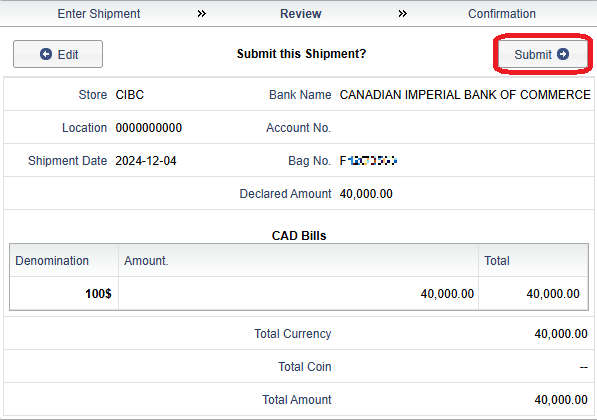 Enter Shipment » Review » Confirmation
Edit Submit this Shipment? Submit
Store CIBC Bank Name CANADIAN IMPERIAL BANK OF COMMERCE
Location 0000000000 Account No.
Shipment Date 2024-12-04 Bag No.
Declared Amount 40,000.00
CAD Bills
Denomination Amount. Total
100$ 40,000.00 40,000.00
Total Currency 40,000.00
Total Coin --
Total Amount 40,000.00